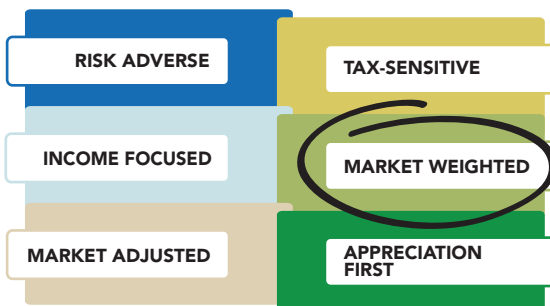 RISK ADVERSE
TAX-SENSITIVE
INCOME FOCUSED
MARKET WEIGHTED
MARKET ADJUSTED
APPRECIATION
FIRST